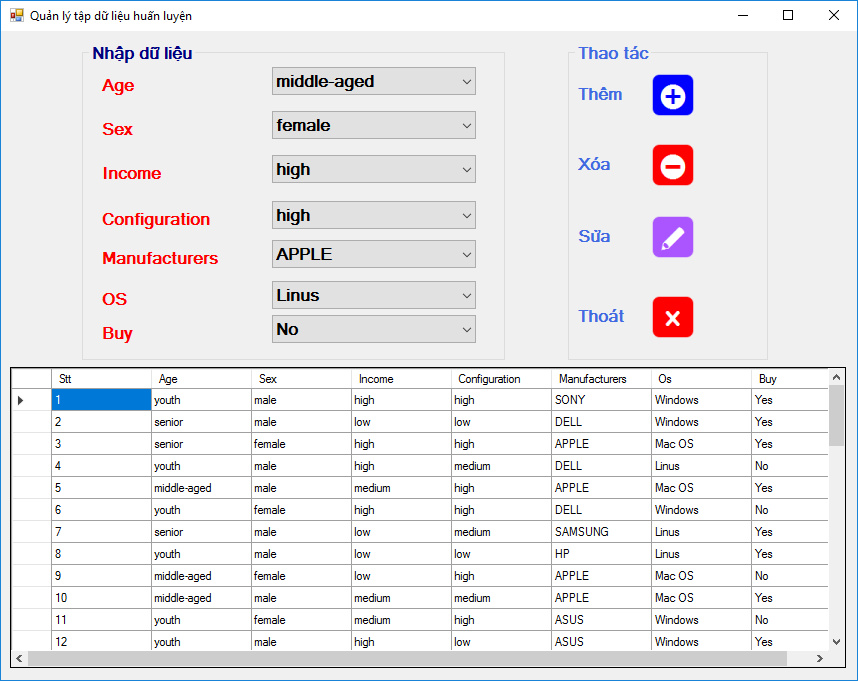 Quản lý tập dữ liệu huấn luyện
Nhập dữ liệu
Age middle-aged
Sex female
Income high
Configuration high
Manufacturers APPLE
OS Linus
Buy No
Thao tác
Thêm
Xóa
Sửa
Thoát
Stt Age Sex Income Configuration Manufacturers Os Buy
1 youth male high high SONY Windows Yes
2 senior male low low DELL Windows Yes
3 senior female high high APPLE Mac OS Yes
4 youth male high medium DELL Linus No
5 middle-aged male medium high APPLE Mac OS Yes
6 youth female high high DELL Windows No
7 senior male low medium SAMSUNG Linus Yes
8 youth male low low HP Linus Yes
9 middle-aged female low high APPLE Mac OS No
10 middle-aged male medium medium APPLE Mac OS Yes
11 youth female medium high ASUS Windows No
12 youth male high low ASUS Windows Yes